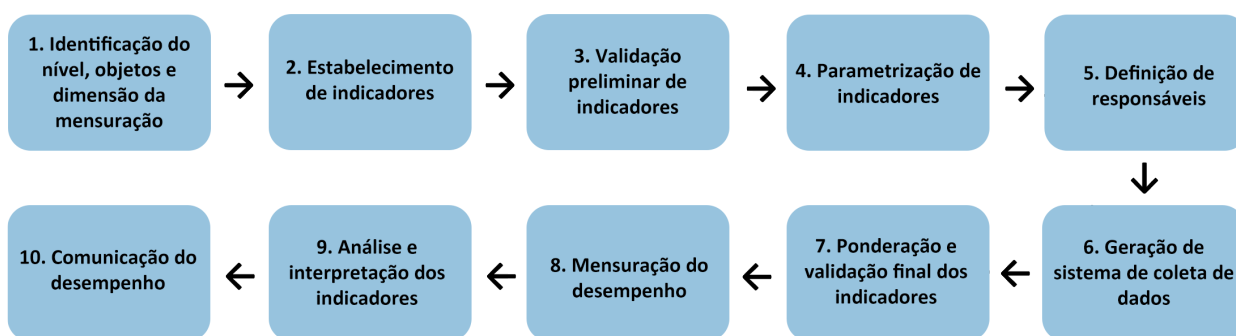 1. Identificação do
nível, objetos e
dimensão da
mensuração
2. Estabelecimento
de indicadores
3. Validação
preliminar de
indicadores
4. Parametrização de
indicadores
5. Definição de
responsáveis
6. Geração de
sistema de coleta de
dados
7. Ponderação e
validação final dos
indicadores
8. Mensuração do
desempenho
9. Análise e
interpretação dos
indicadores
10. Comunicação do
desempenho